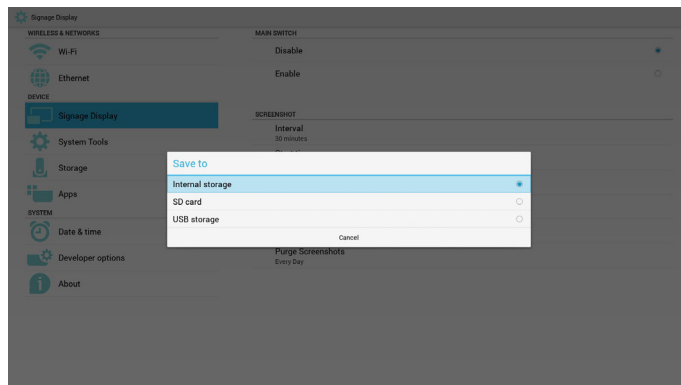 Signage Display
WIRELESS & NETWORKS
Wi-Fi
Ethernet
DEVICE
Signage Display
System Tools
Storage
Apps
SYSTEM
Date & time
Developer options
About
MAIN SWITCH
Disable
Enable
SCREENSHOT
Interval
30 minutes
Save to
Internal storage
SD card
USB storage
Cancel
Purge Screenshots
Every Day